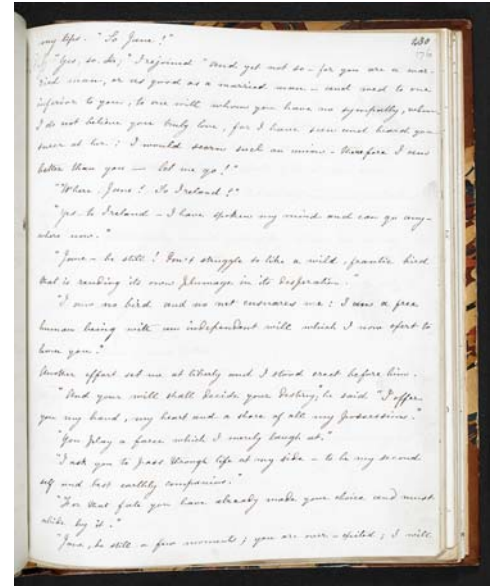 my lips. "So Jane!"
280
176
"Yes, so, Sir," I rejoined "And yet not so - for you are a mar-
ried man, or as good as a married man - and wed to one
inferior to you, to one with whom you have no sympathy, whom
I do not believe you truly love, for I have seen and heard you
sneer at her: I would scorn such an union - therefore I am
better than you — let me go!"
"Where, Jane? To Ireland?"
"Yes - to Ireland - I have spoken my mind and can go any-
where now."
"Jane - be still! Don't struggle so like a wild, frantic bird
that is rending its own plumage in its desperation."
"I am no bird and no net ensnares me: I am a free
human being with an independent will which I now exert to
leave you."
Another effort set me at liberty and I stood erect before him.
"And your will shall decide your destiny," he said "I offer
you my hand, my heart and a share of all my possessions."
"You play a farce which I merely laugh at."
"I ask you to pass through life at my side - to be my second
self and best earthly companion."
"For that fate you have already made your choice and must
abide by it."
"Jane, be still a few moments; you are over-excited; I will